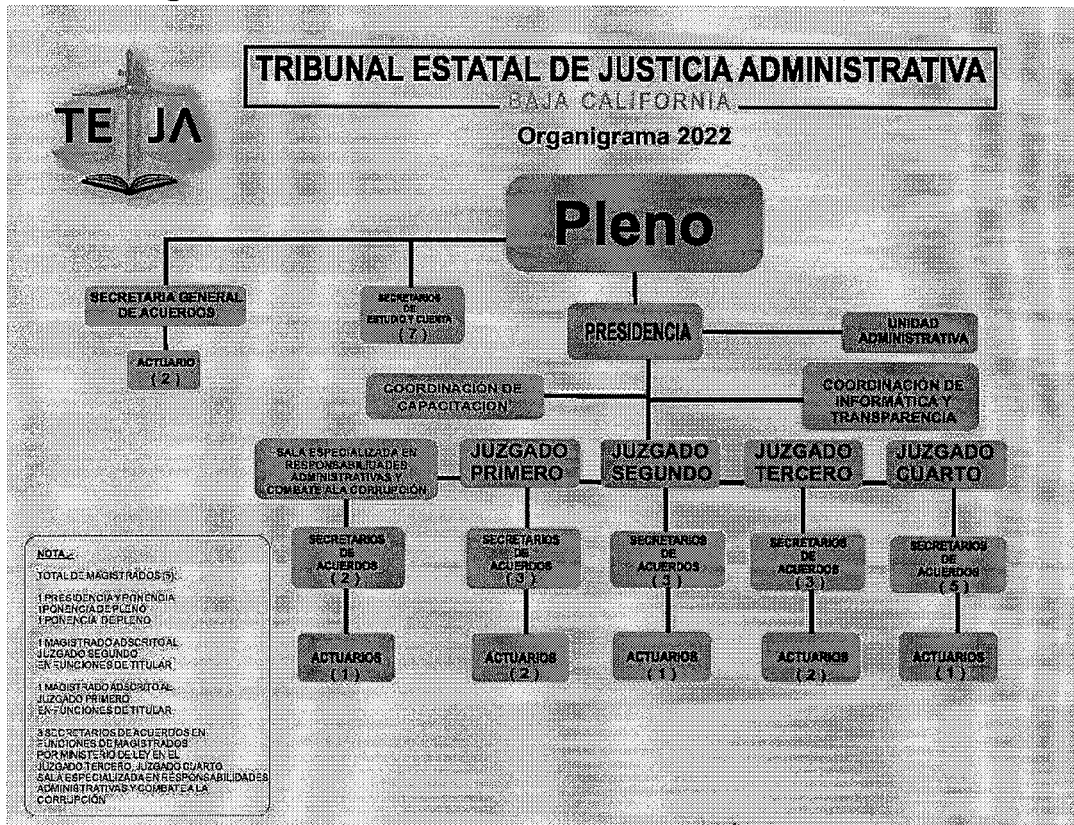 TEJA
TRIBUNAL ESTATAL DE JUSTICIA ADMINISTRATIVA
BAJA CALIFORNIA
Organigrama 2022
Pleno
SECRETARIA GENERAL
DE ACUERDOS
SECRETARIOS
DE
ESTUDIO Y CUENTA
( 7 )
PRESIDENCIA
UNIDAD
ADMINISTRATIVA
ACTUARIO
( 2 )
COORDINACIÓN DE
CAPACITACION
COORDINACION DE
INFORMÁTICA Y
TRANSPARENCIA
SALA ESPECIALIZADA EN
RESPONSABILIDADES
ADMINISTRATIVAS Y
COMBATE ALA CORRUPCIÓN
JUZGADO
PRIMERO
JUZGADO
SEGUNDO
JUZGADO
TERCERO
JUZGADO
CUARTO
SECRETARIOS
DE
ACUERDOS
( 2 )
SECRETARIOS
DE
ACUERDOS
( 3 )
SECRETARIOS
DE
ACUERDOS
( 3 )
SECRETARIOS
DE
ACUERDOS
( 3 )
SECRETARIOS
DE
ACUERDOS
( 5 )
ACTUARIOS
( 1 )
ACTUARIOS
( 2 )
ACTUARIOS
( 1 )
ACTUARIOS
( 2 )
ACTUARIOS
( 1 )
NOTA.-
TOTAL DE MAGISTRADOS (5):
1 PRESIDENCIA Y PONENCIA
1PONENCIA DE PLENO
1 PONENCIA DE PLENO
1 MAGISTRADO ADSCRITO AL
JUZGADO SEGUNDO
EN FUNCIONES DE TITULAR
1 MAGISTRADO ADSCRITO AL
JUZGADO PRIMERO
EN FUNCIONES DE TITULAR
3 SECRETARIOS DE ACUERDOS EN
FUNCIONES DE MAGISTRADOS
POR MINISTERIO DE LEY EN EL
JUZGADO TERCERO, JUZGADO CUARTO
SALA ESPECIALIZADA EN RESPONSABILIDADES
ADMINISTRATIVAS Y COMBATE A LA
CORRUPCIÓN